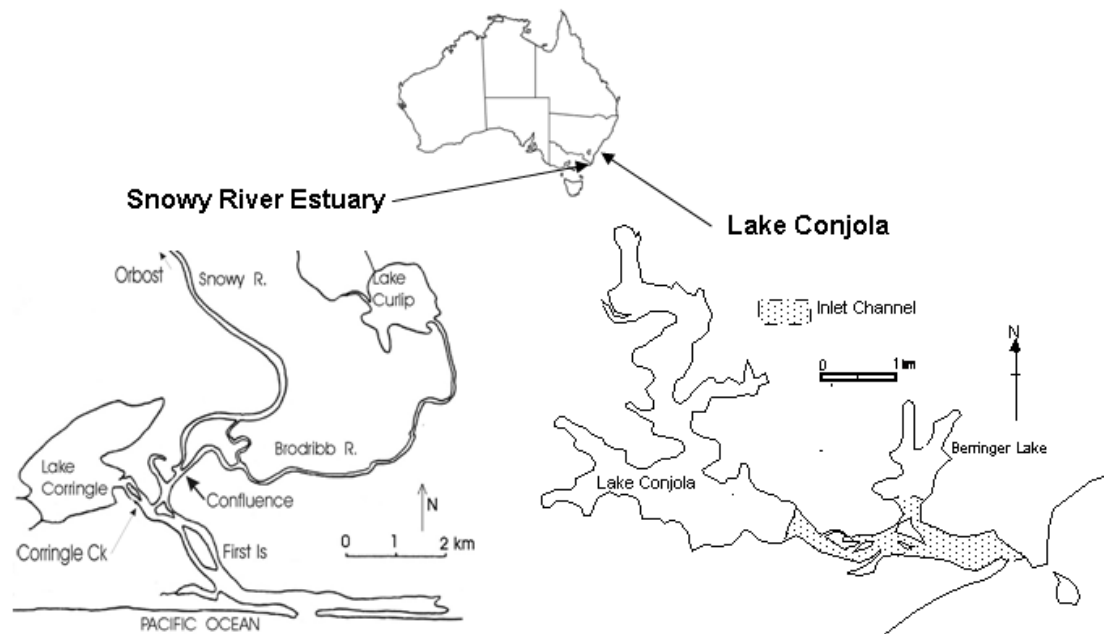 Snowy River Estuary
Lake Conjola
Orbost
Snowy R.
Lake
Curlip
Lake
Corringle
Brodribb R.
Confluence
Corringle Ck
First Is
N
0 1 2 km
PACIFIC OCEAN
Inlet Channel
0 1 km
N
Berringer Lake
Lake Conjola